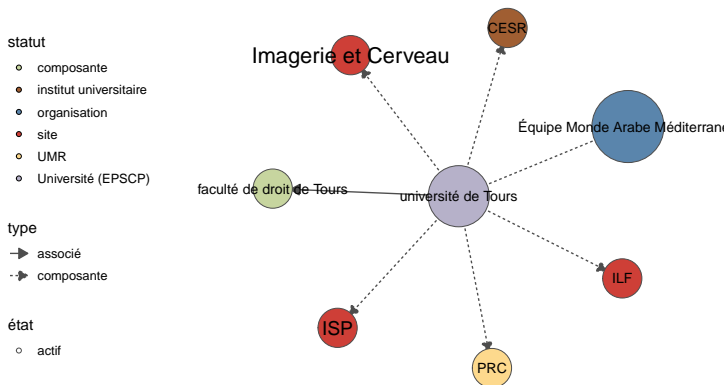 statut
composante
institut universitaire
organisation
site
UMR
Université (EPSCP)
type
associé
composante
état
actif
CESR
Imagerie et Cerveau
Équipe Monde Arabe Méditerrané
faculté de droit de Tours
université de Tours
ILF
ISP
PRC